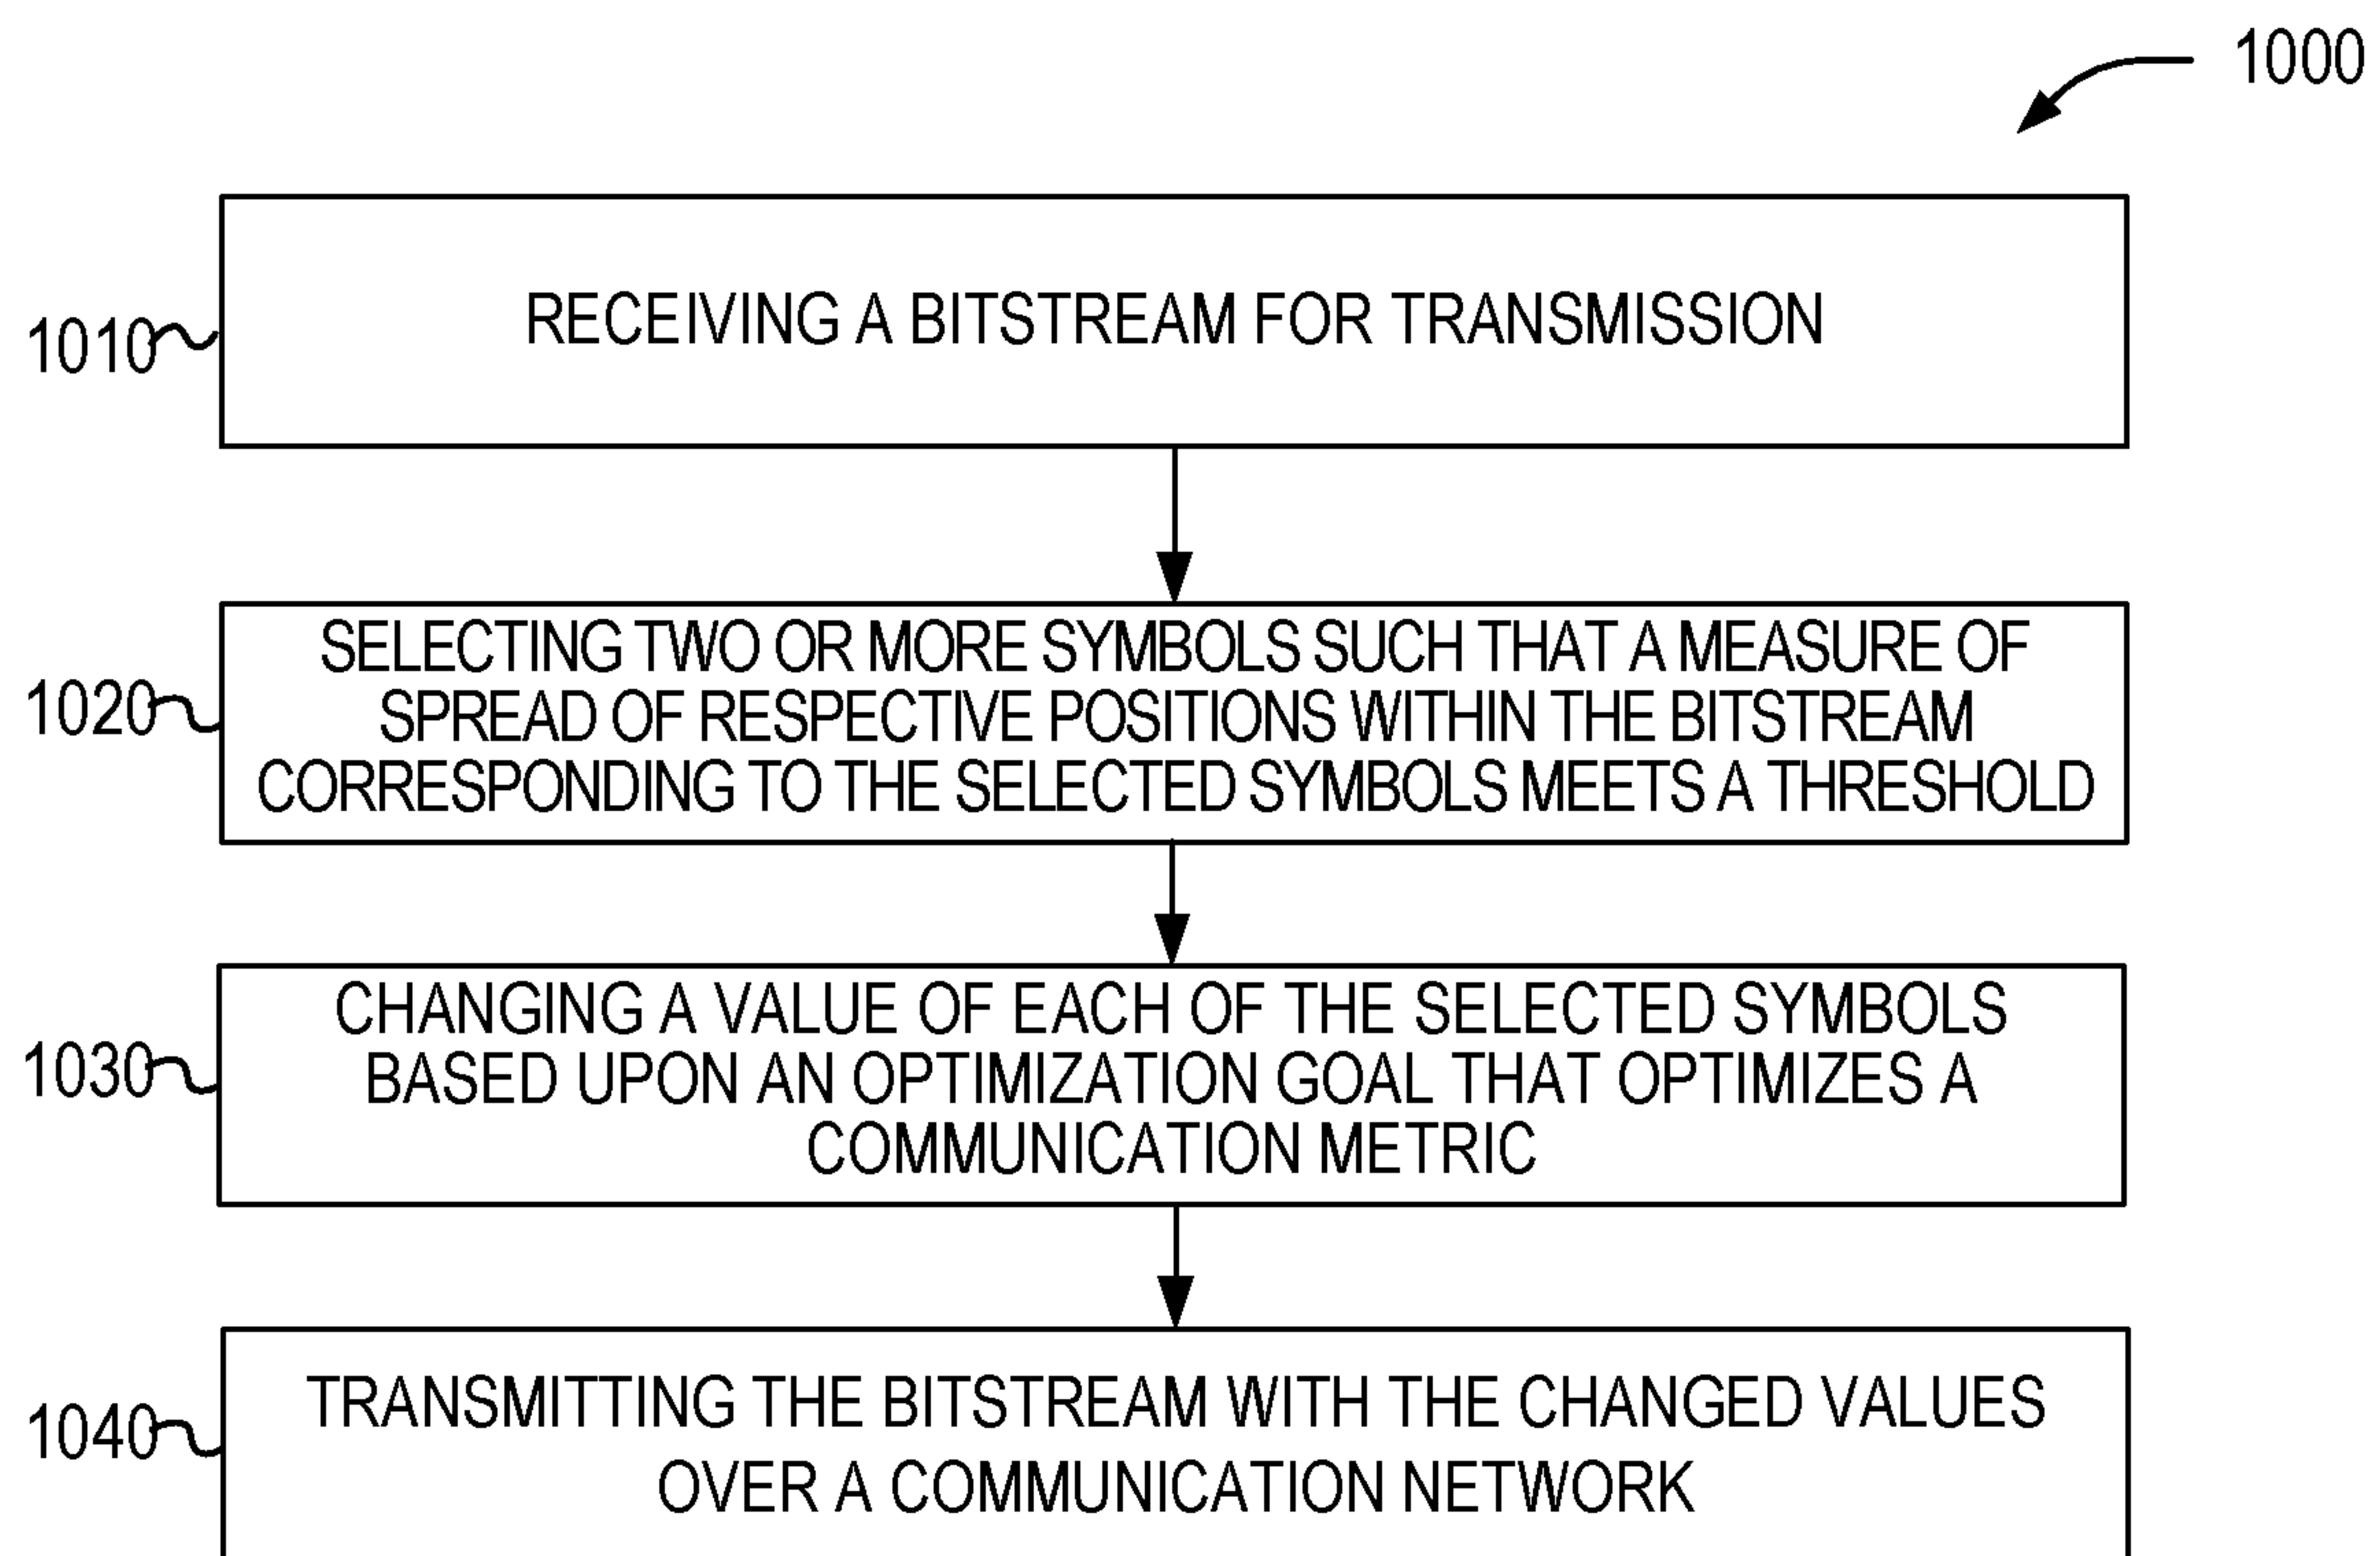 1000
1010
RECEIVING A BITSTREAM FOR TRANSMISSION
1020
SELECTING TWO OR MORE SYMBOLS SUCH THAT A MEASURE OF
SPREAD OF RESPECTIVE POSITIONS WITHIN THE BITSTREAM
CORRESPONDING TO THE SELECTED SYMBOLS MEETS A THRESHOLD
1030
CHANGING A VALUE OF EACH OF THE SELECTED SYMBOLS
BASED UPON AN OPTIMIZATION GOAL THAT OPTIMIZES A
COMMUNICATION METRIC
1040
TRANSMITTING THE BITSTREAM WITH THE CHANGED VALUES
OVER A COMMUNICATION NETWORK